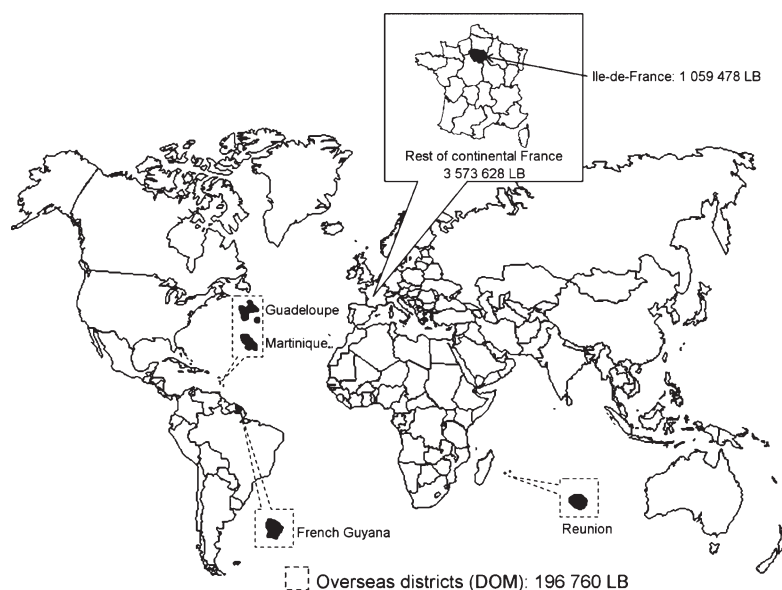 Ile-de-France: 1 059 478 LB
Rest of continental France
3 573 628 LB
Guadeloupe
Martinique
French Guyana
Reunion
Overseas districts (DOM): 196 760 LB